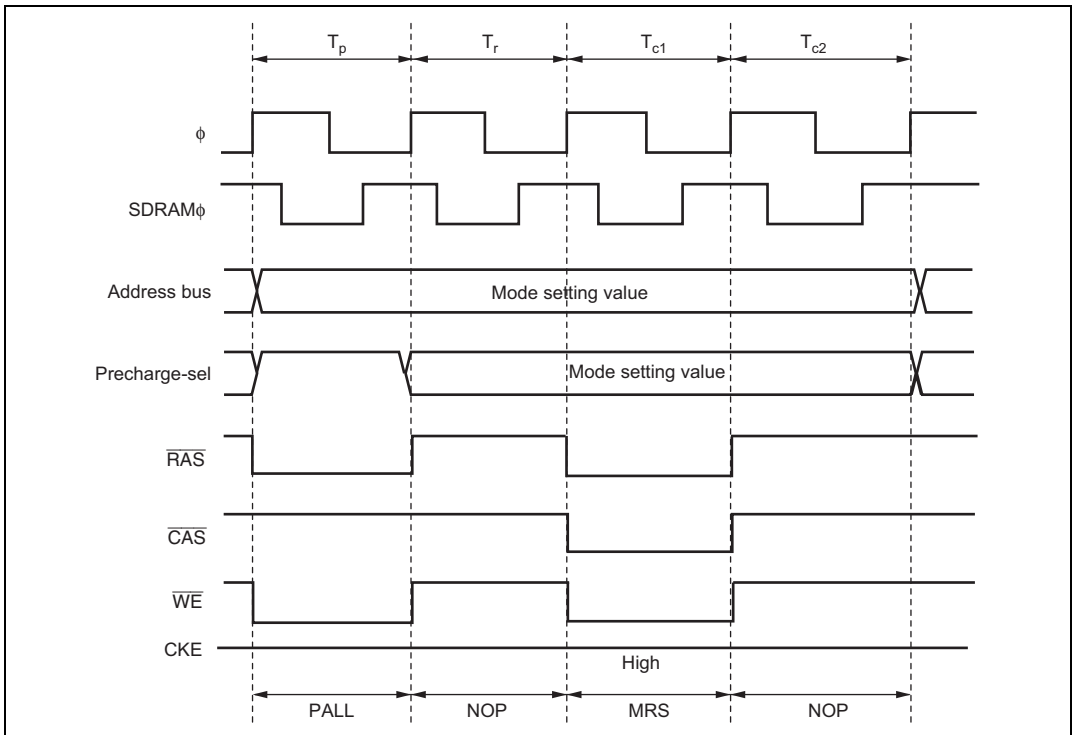 Tp Tr Tc1 Tc2
ϕ
SDRAMϕ
Address bus Mode setting value
Precharge-sel Mode setting value
RAS
CAS
WE
CKE
High
PALL NOP MRS NOP